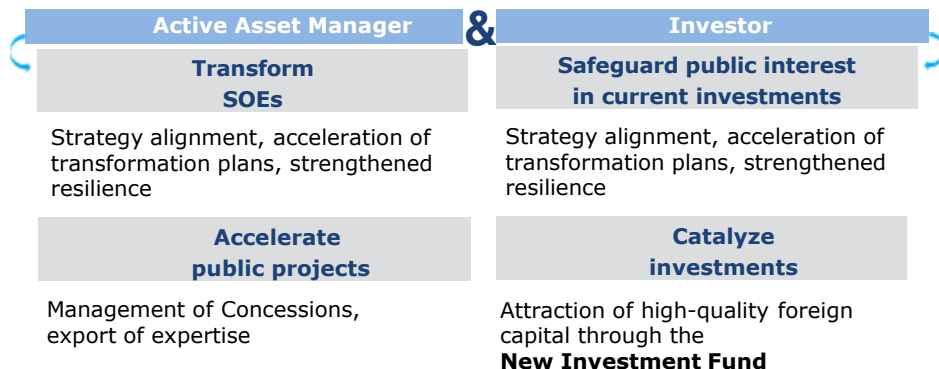 Active Asset Manager
&
Investor
Transform
SOEs
Strategy alignment, acceleration of
transformation plans, strengthened
resilience
Accelerate
public projects
Management of Concessions,
export of expertise
Safeguard public interest
in current investments
Strategy alignment, acceleration of
transformation plans, strengthened
resilience
Catalyze
investments
Attraction of high-quality foreign
capital through the
New Investment Fund